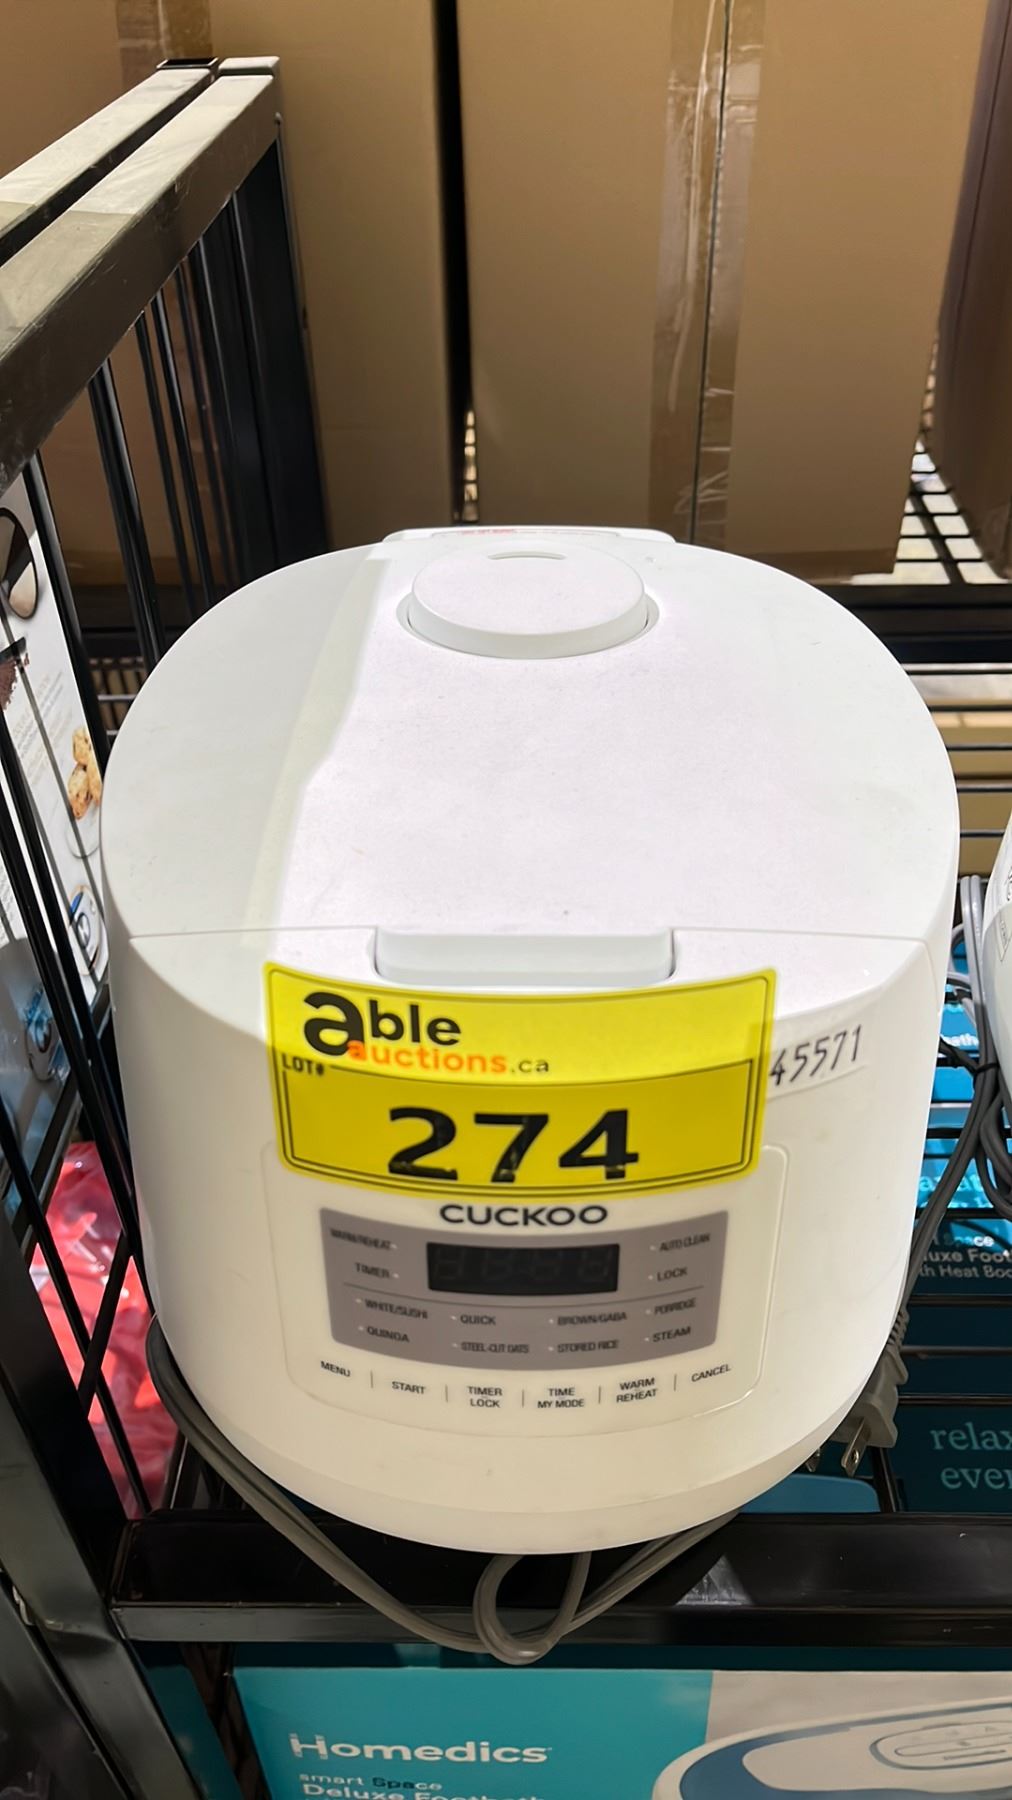 able
auctions.ca
LOT#
274
45571
CUCKOO
WARM/REHEAT
AUTO CLEAN
TIMER
LOCK
WHITE/SUSHI
QUICK
BROWN/GABA
PORRIDGE
QUINOA
STEEL-CUT OATS
STORED RICE
STEAM
MENU
START
TIMER
LOCK
TIME
MY MODE
WARM
REHEAT
CANCEL
relax
ever
Homedics
smart Space
Deluxe Footbath